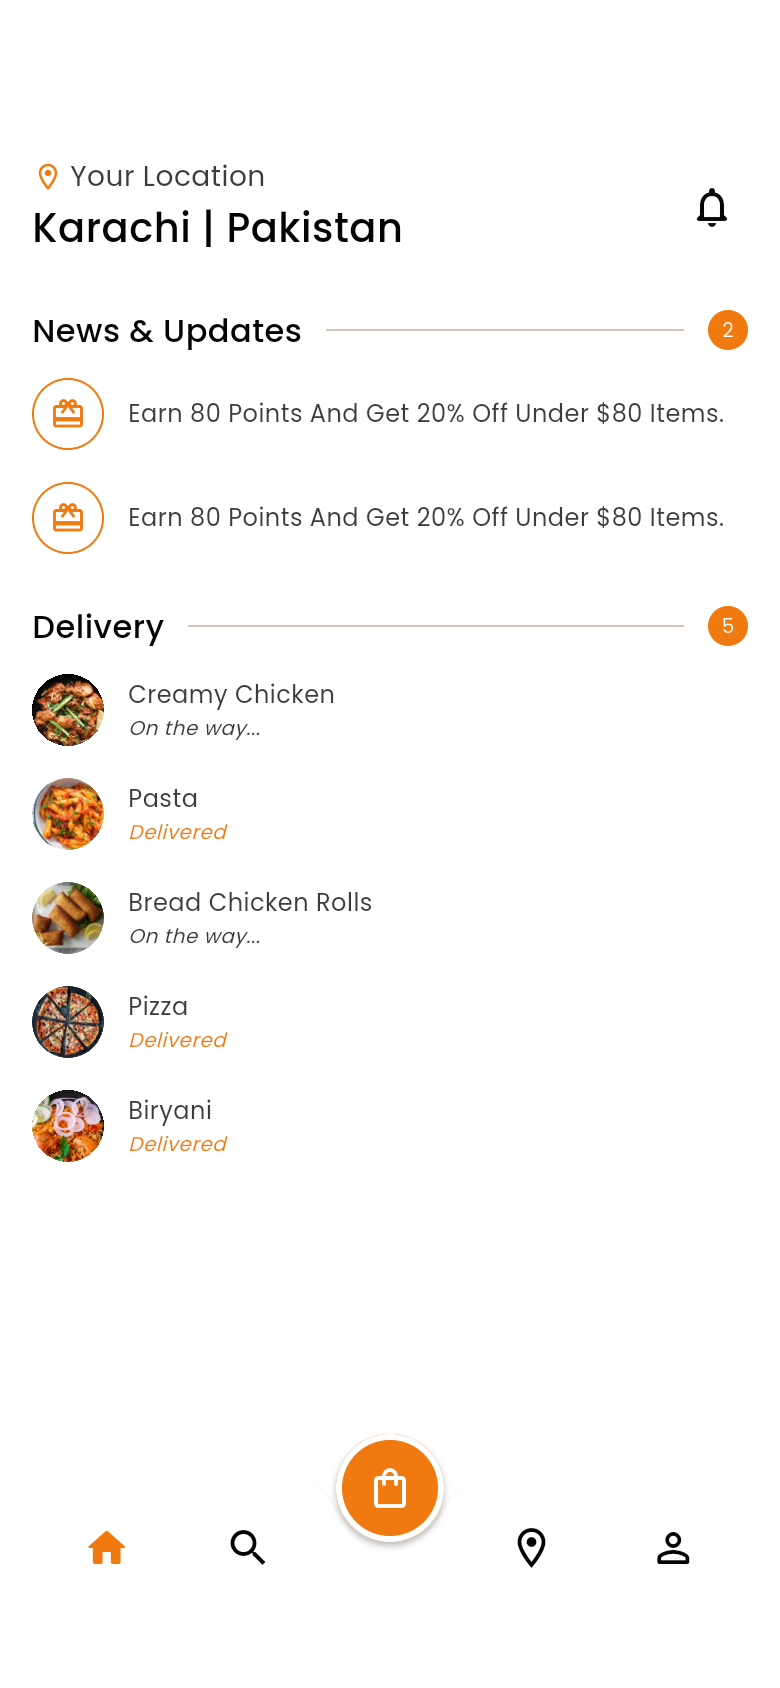 Your Location
Karachi | Pakistan
News & Updates
2
Earn 80 Points And Get 20% Off Under $80 Items.
Earn 80 Points And Get 20% Off Under $80 Items.
Delivery
5
Creamy Chicken
On the way...
Pasta
Delivered
Bread Chicken Rolls
On the way...
Pizza
Delivered
Biryani
Delivered